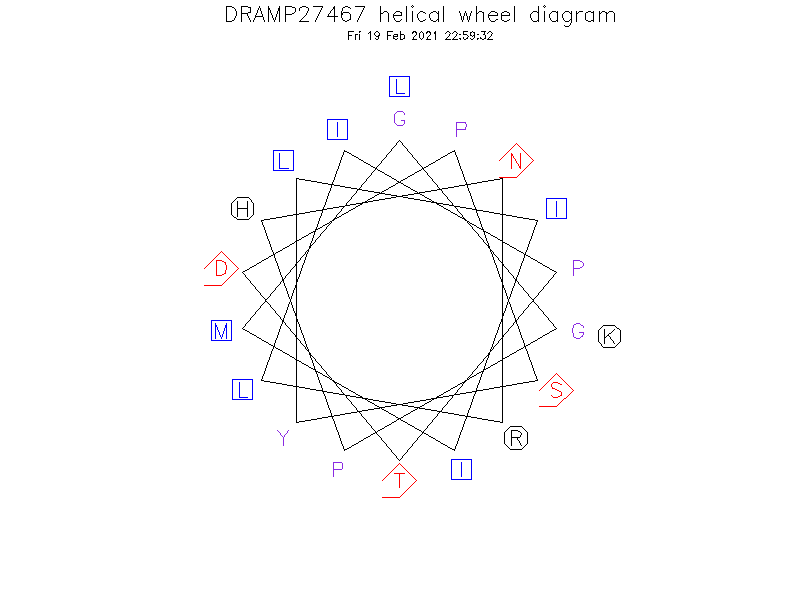 DRAMP27467 helical wheel diagram
Fri 19 Feb 2021 22:59:32
L
I G P
L N
H I
D P
M G K
L S
Y R
P T I